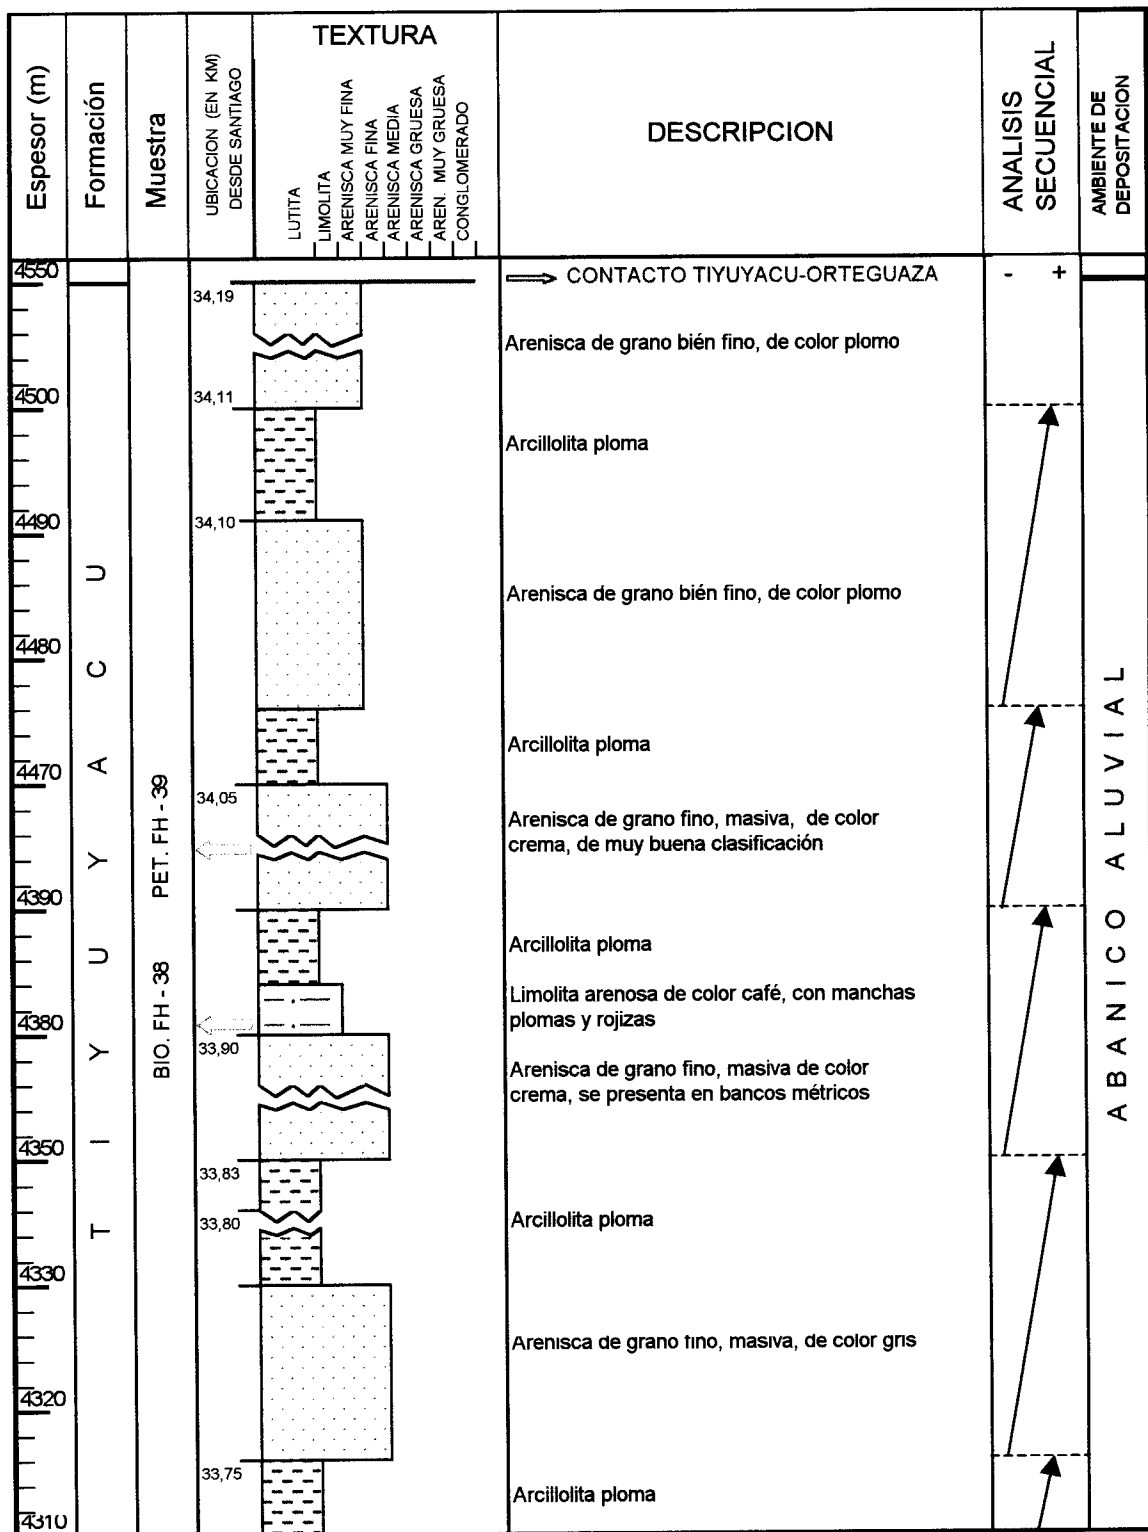 Espesor (m)
Formación
Muestra
UBICACION (EN KM)
DESDE SANTIAGO
TEXTURA
LUTITA
LIMOLITA
ARENISCA MUY FINA
ARENISCA FINA
ARENISCA MEDIA
ARENISCA GRUESA
AREN. MUY GRUESA
CONGLOMERADO
DESCRIPCION
ANALISIS
SECUENCIAL
AMBIENTE DE
DEPOSITACION
4550
CONTACTO TIYUYACU-ORTEGUAZA
- +
34,19
Arenisca de grano bién fino, de color plomo
4500
34,11
Arcillolita ploma
4490
34,10
Arenisca de grano bién fino, de color plomo
4480
Arcillolita ploma
4470
34,05
Arenisca de grano fino, masiva, de color
crema, de muy buena clasificación
4390
Arcillolita ploma
Limolita arenosa de color café, con manchas
plomas y rojizas
4380
33,90
Arenisca de grano fino, masiva de color
crema, se presenta en bancos métricos
4350
33,83
33,80
Arcillolita ploma
4330
Arenisca de grano fino, masiva, de color gris
4320
33,75
Arcillolita ploma
4310
TIYUYACU
BIO. FH - 38
PET. FH - 39
ABANICO ALUVIAL